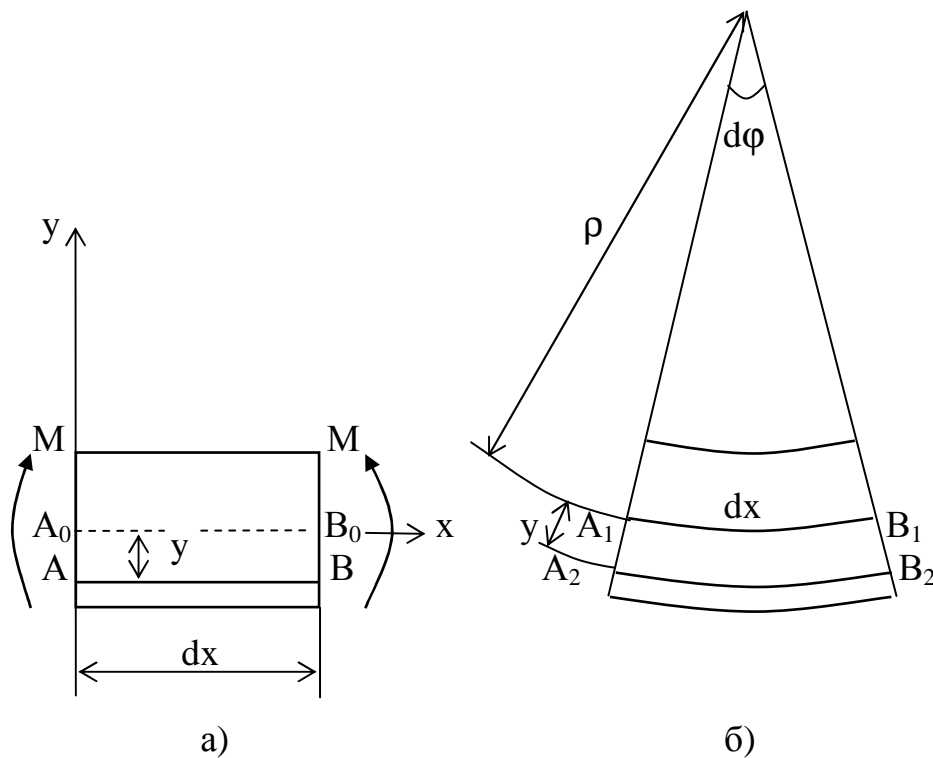 dφ
y
ρ
M M
A₀ B₀ x
y
A B
dx
dx
y A₁ B₁
A₂ B₂
а) б)